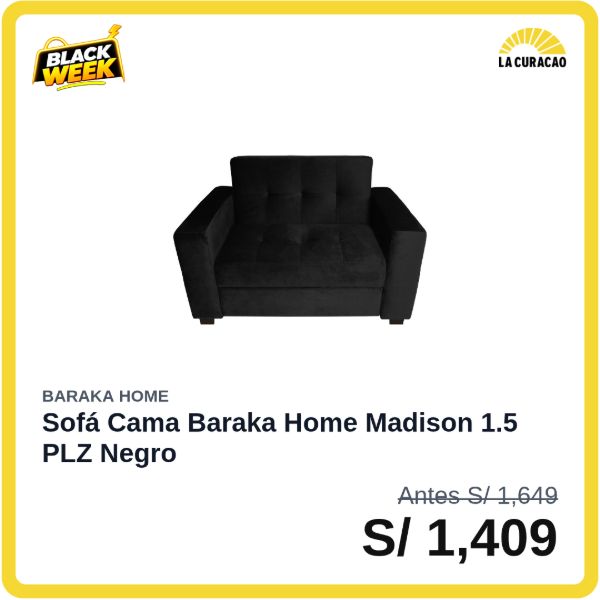 BLACK
WEEK
LA CURACAO
BARAKA HOME
Sofá Cama Baraka Home Madison 1.5
PLZ Negro
Antes S/ 1,649
S/ 1,409